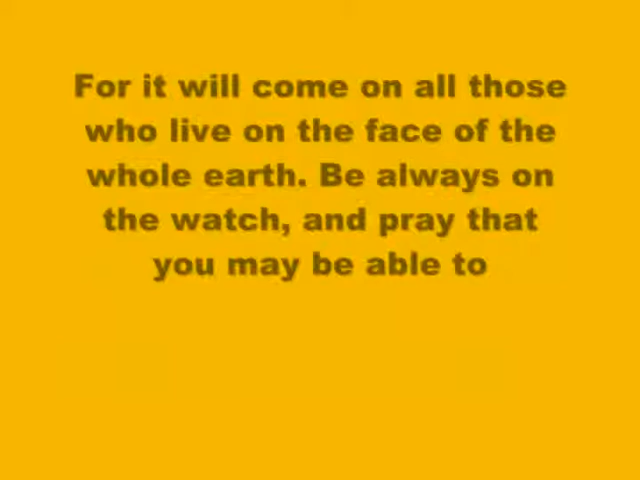 For it will come on all those
who live on the face of the
whole earth. Be always on
the watch, and pray that
you may be able to